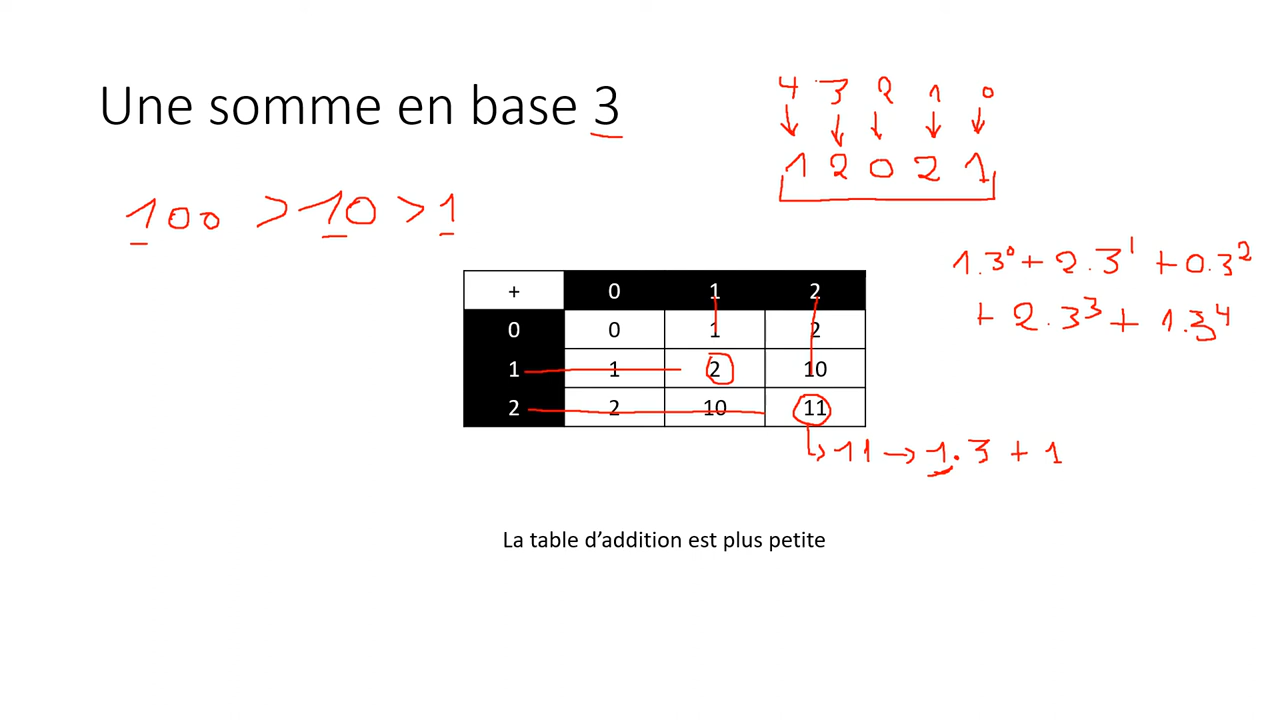 Une somme en base 3
4 3 2 1 0
1 2 0 2 1
100 > 10 > 1
1.3⁰ + 2.3¹ + 0.3²
+ 2.3³ + 1.3⁴
+ 0 1 2
0 0 1 2
1 1 2 10
2 2 10 11
11 → 1.3 + 1
La table d’addition est plus petite